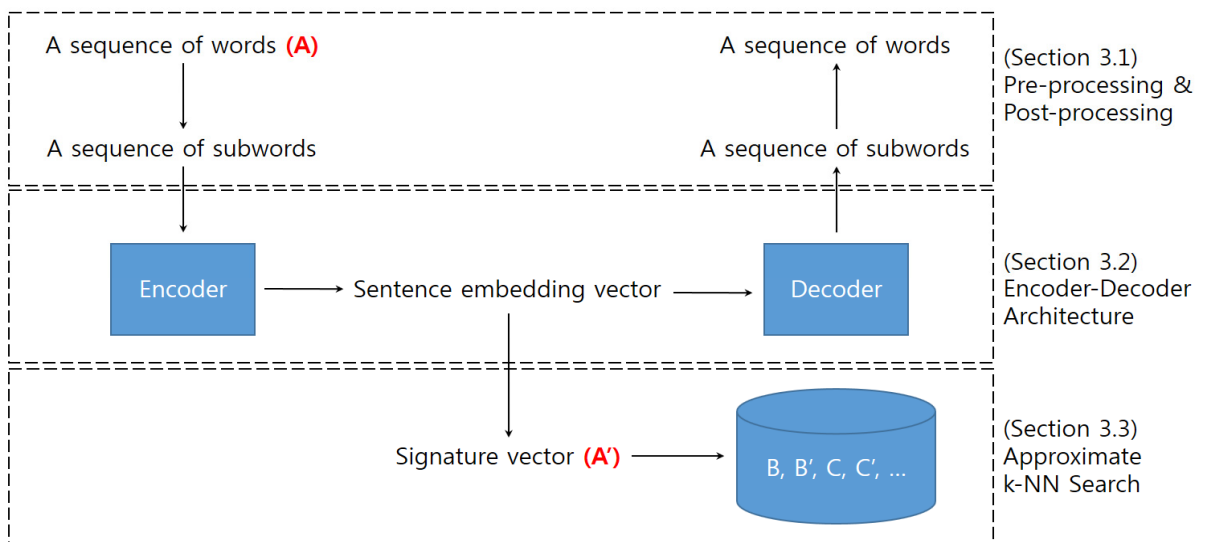 A sequence of words (A)
A sequence of words
A sequence of subwords
A sequence of subwords
(Section 3.1)
Pre-processing &
Post-processing
Encoder
Sentence embedding vector
Decoder
(Section 3.2)
Encoder-Decoder
Architecture
Signature vector (A’)
B, B’, C, C’, ...
(Section 3.3)
Approximate
k-NN Search